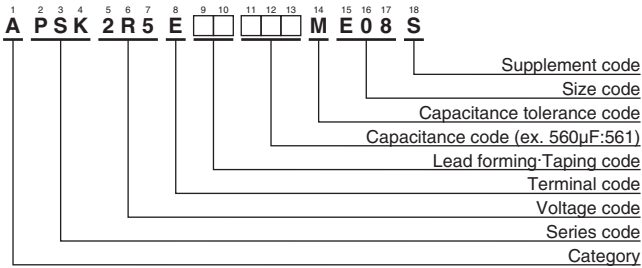 1 2 3 4 5 6 7 8 9 10 11 12 13 14 15 16 17 18
A P S K 2 R 5 E M E 0 8 S
Supplement code
Size code
Capacitance tolerance code
Capacitance code (ex. 560µF:561)
Lead forming·Taping code
Terminal code
Voltage code
Series code
Category